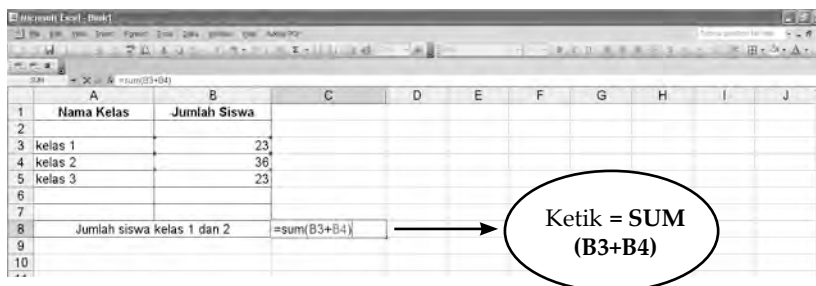 Microsoft Excel - Book1
=sum(B3+B4)
A B C D E F G H I J
1 Nama Kelas Jumlah Siswa
2
3 kelas 1 23
4 kelas 2 36
5 kelas 3 23
6
7
8 Jumlah siswa kelas 1 dan 2 =sum(B3+B4)
9
10
Ketik = SUM
(B3+B4)